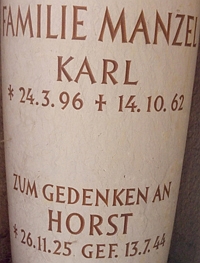 FAMILIE MANZEL
KARL
* 24.3.96 + 14.10.62
ZUM GEDENKEN AN
HORST
*26.11.25 GEF. 13.7.44